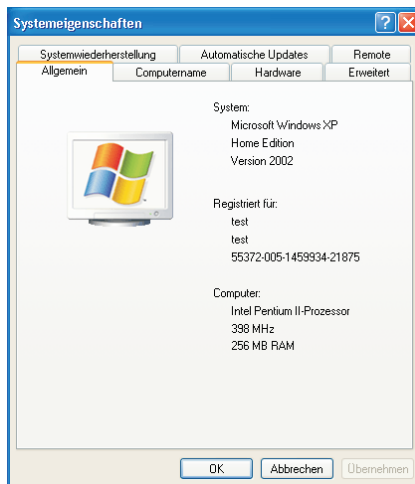 Systemeigenschaften
Systemwiederherstellung Automatische Updates Remote
Allgemein Computername Hardware Erweitert
System:
Microsoft Windows XP
Home Edition
Version 2002
Registriert für:
test
test
55372-005-1459934-21875
Computer:
Intel Pentium II-Prozessor
398 MHz
256 MB RAM
OK Abbrechen Übernehmen